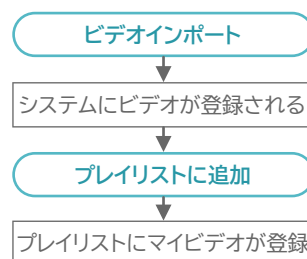 ビデオインポート
システムにビデオが登録される
プレイリストに追加
プレイリストにマイビデオが登録